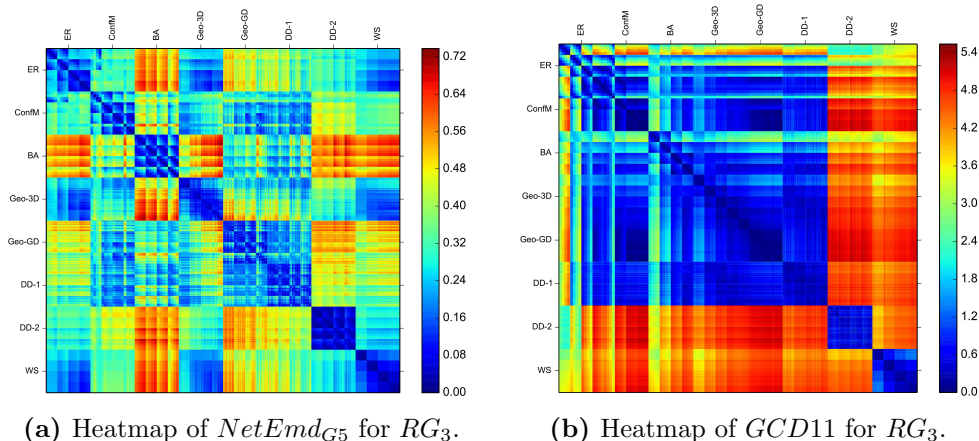 ER ConfM BA Geo-3D Geo-GD DD-1 DD-2 WS
ER
ConfM
BA
Geo-3D
Geo-GD
DD-1
DD-2
WS
0.72
0.64
0.56
0.48
0.40
0.32
0.24
0.16
0.08
0.00
(a) Heatmap of NetEmd_{G5} for RG_3.
ER ConfM BA Geo-3D Geo-GD DD-1 DD-2 WS
ER
ConfM
BA
Geo-3D
Geo-GD
DD-1
DD-2
WS
5.4
4.8
4.2
3.6
3.0
2.4
1.8
1.2
0.6
0.0
(b) Heatmap of GCD11 for RG_3.